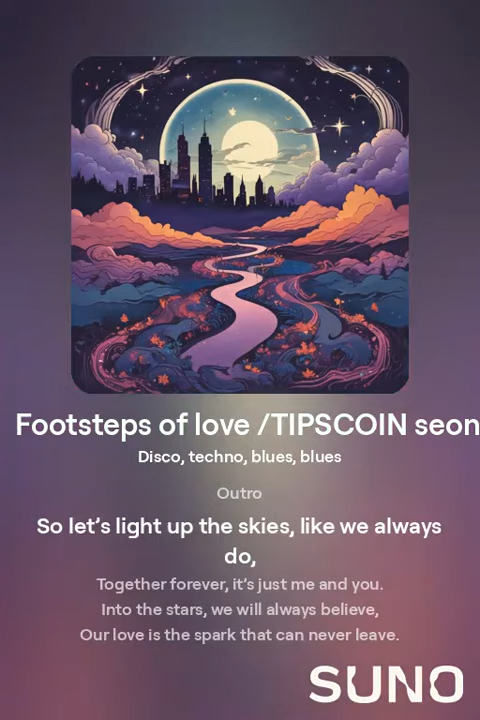 Footsteps of love /TIPSCOIN seon
Disco, techno, blues, blues
Outro
So let’s light up the skies, like we always
do,
Together forever, it’s just me and you.
Into the stars, we will always believe,
Our love is the spark that can never leave.
SUNO